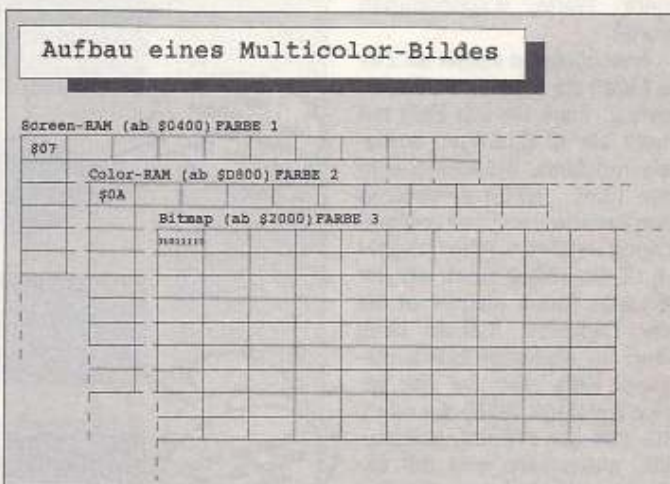 Aufbau eines Multicolor-Bildes
Screen-RAM (ab $0400) FARBE 1
$07
Color-RAM (ab $D800) FARBE 2
$0A
Bitmap (ab $2000) FARBE 3